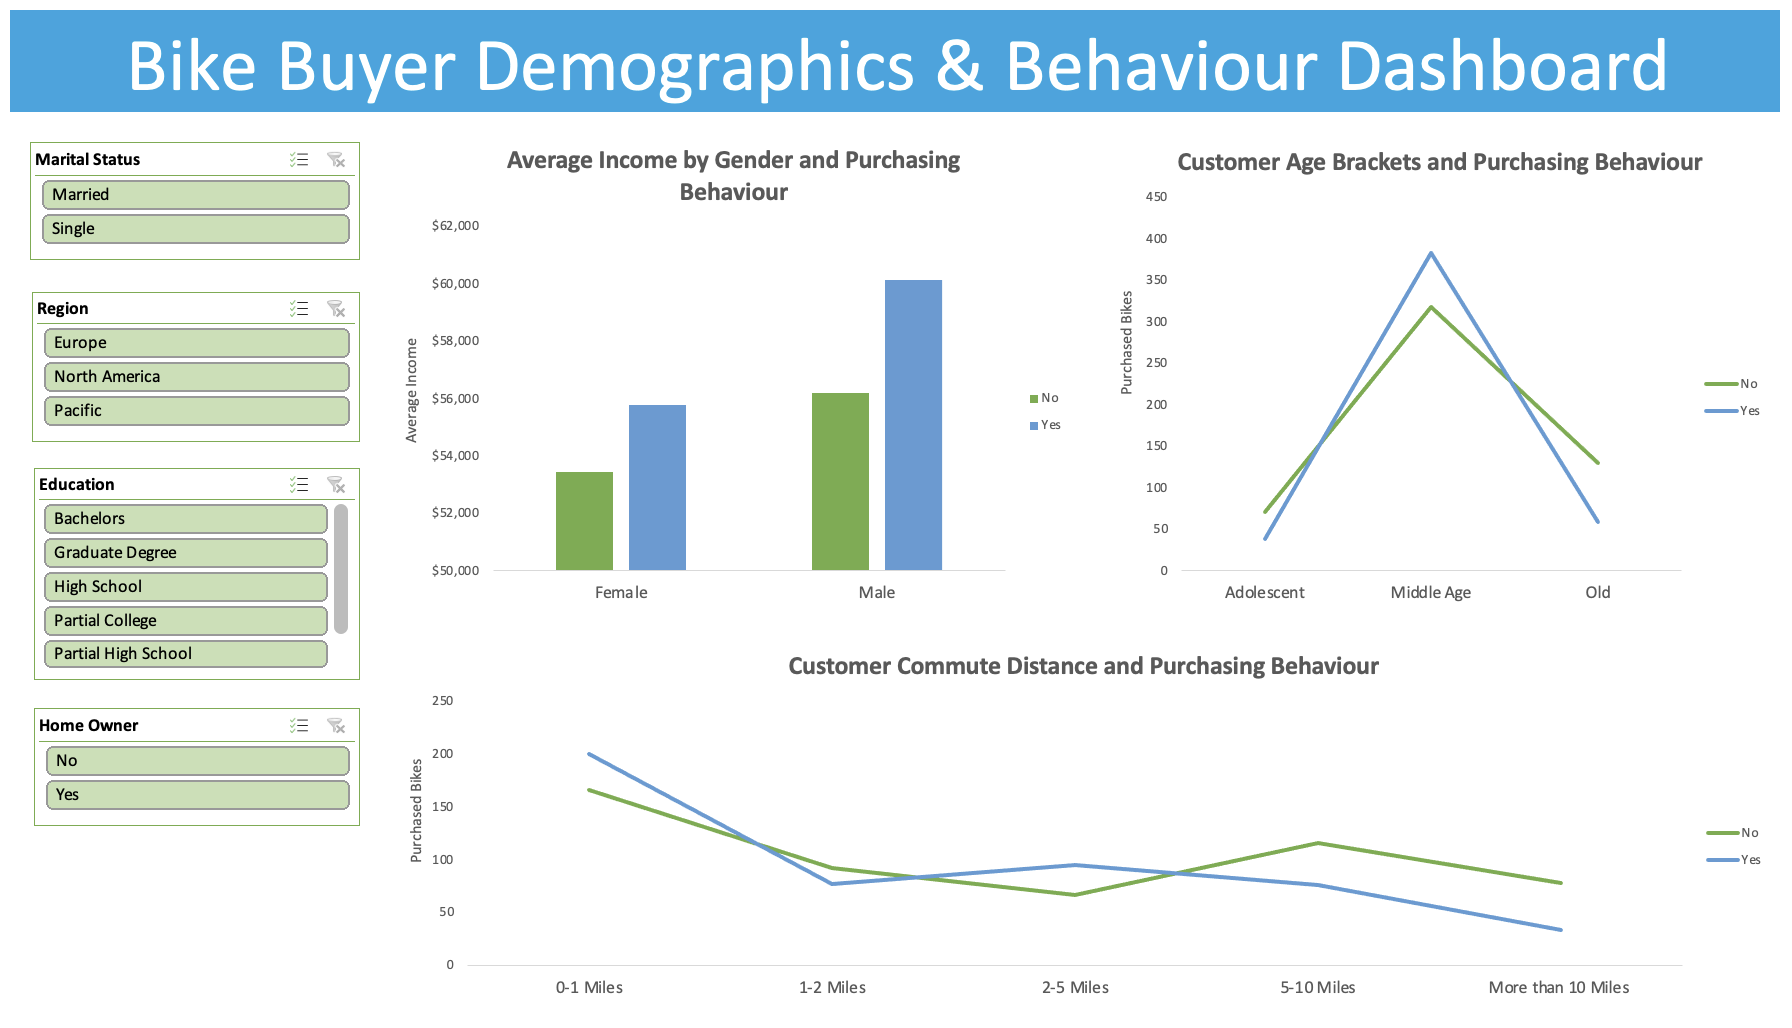 Bike Buyer Demographics & Behaviour Dashboard
Marital Status
Married
Single
Region
Europe
North America
Pacific
Education
Bachelors
Graduate Degree
High School
Partial College
Partial High School
Home Owner
No
Yes
Average Income by Gender and Purchasing
Behaviour
$62,000
$60,000
$58,000
$56,000
$54,000
$52,000
$50,000
Average Income
Female
Male
No
Yes
Customer Age Brackets and Purchasing Behaviour
450
400
350
300
250
200
150
100
50
0
Purchased Bikes
Adolescent
Middle Age
Old
No
Yes
Customer Commute Distance and Purchasing Behaviour
250
200
150
100
50
0
Purchased Bikes
0-1 Miles
1-2 Miles
2-5 Miles
5-10 Miles
More than 10 Miles
No
Yes